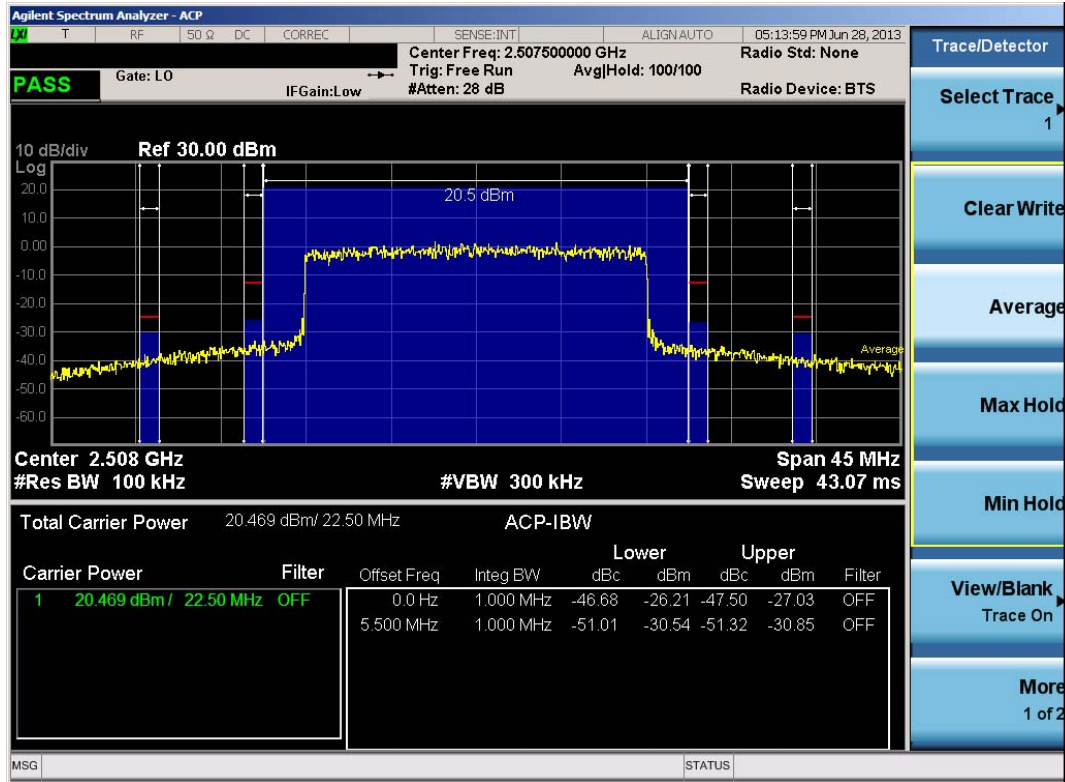 Agilent Spectrum Analyzer - ACP
LXI T RF 50 Ω DC CORREC SENSE:INT ALIGN AUTO 05:13:59 PM Jun 28, 2013
Center Freq: 2.507500000 GHz Radio Std: None
PASS Gate: LO Trig: Free Run Avg|Hold: 100/100
IFGain:Low #Atten: 28 dB Radio Device: BTS
10 dB/div Ref 30.00 dBm
Log
20.0
10.0
0.00
-10.0
-20.0
-30.0
-40.0
-50.0
-60.0
20.5 dBm
Average
Center 2.508 GHz Span 45 MHz
#Res BW 100 kHz #VBW 300 kHz Sweep 43.07 ms
Total Carrier Power 20.469 dBm/ 22.50 MHz ACP-IBW
Lower Upper
Carrier Power Filter Offset Freq Integ BW dBc dBm dBc dBm Filter
1 20.469 dBm / 22.50 MHz OFF 0.0 Hz 1.000 MHz -46.68 -26.21 -47.50 -27.03 OFF
5.500 MHz 1.000 MHz -51.01 -30.54 -51.32 -30.85 OFF
MSG STATUS
Trace/Detector
Select Trace
1
Clear Write
Average
Max Hold
Min Hold
View/Blank
Trace On
More
1 of 2